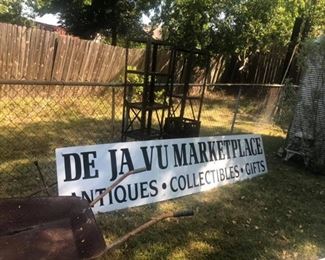 DE JA VU MARKETPLACE
ANTIQUES • COLLECTIBLES • GIFTS